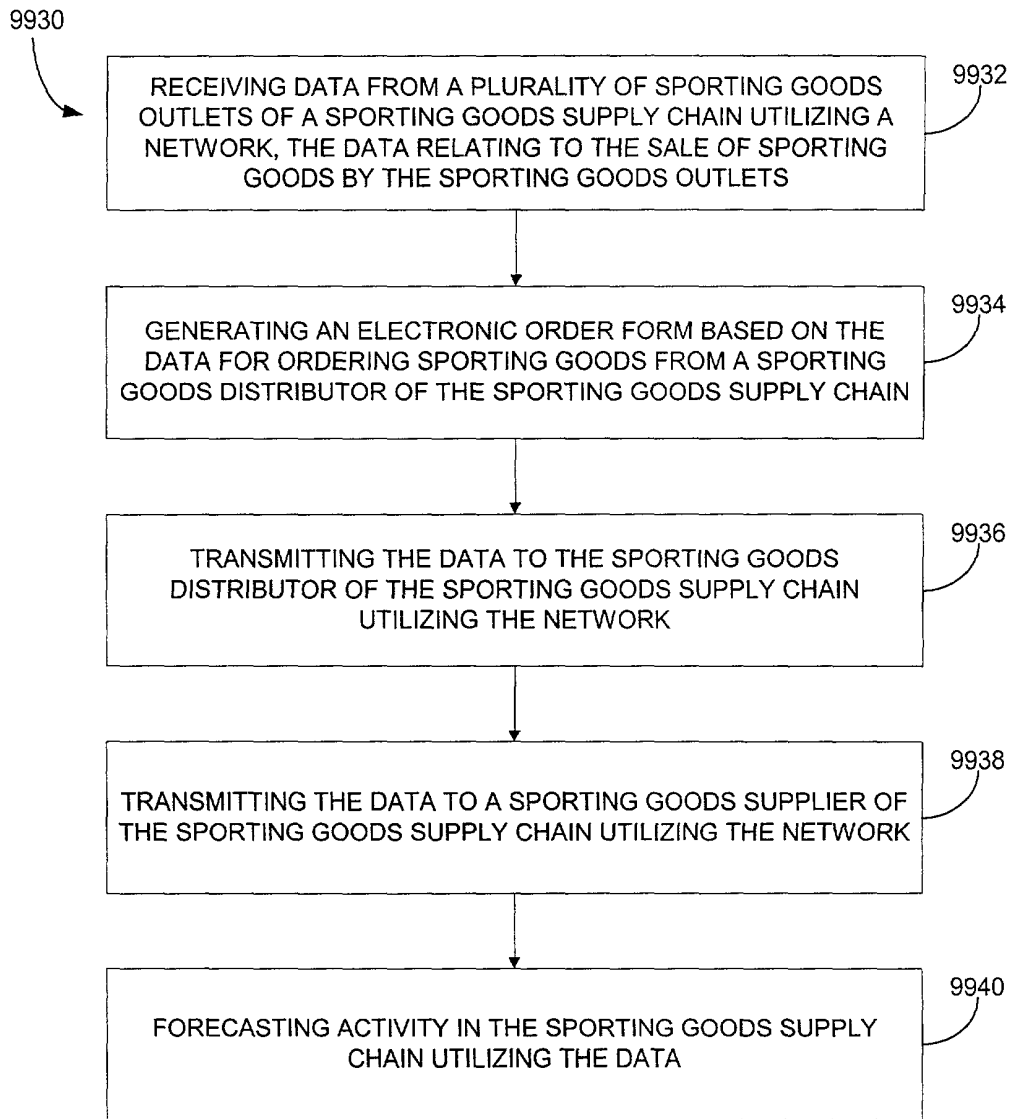 9930
RECEIVING DATA FROM A PLURALITY OF SPORTING GOODS
OUTLETS OF A SPORTING GOODS SUPPLY CHAIN UTILIZING A
NETWORK, THE DATA RELATING TO THE SALE OF SPORTING
GOODS BY THE SPORTING GOODS OUTLETS
9932
GENERATING AN ELECTRONIC ORDER FORM BASED ON THE
DATA FOR ORDERING SPORTING GOODS FROM A SPORTING
GOODS DISTRIBUTOR OF THE SPORTING GOODS SUPPLY CHAIN
9934
TRANSMITTING THE DATA TO THE SPORTING GOODS
DISTRIBUTOR OF THE SPORTING GOODS SUPPLY CHAIN
UTILIZING THE NETWORK
9936
TRANSMITTING THE DATA TO A SPORTING GOODS SUPPLIER OF
THE SPORTING GOODS SUPPLY CHAIN UTILIZING THE NETWORK
9938
FORECASTING ACTIVITY IN THE SPORTING GOODS SUPPLY
CHAIN UTILIZING THE DATA
9940